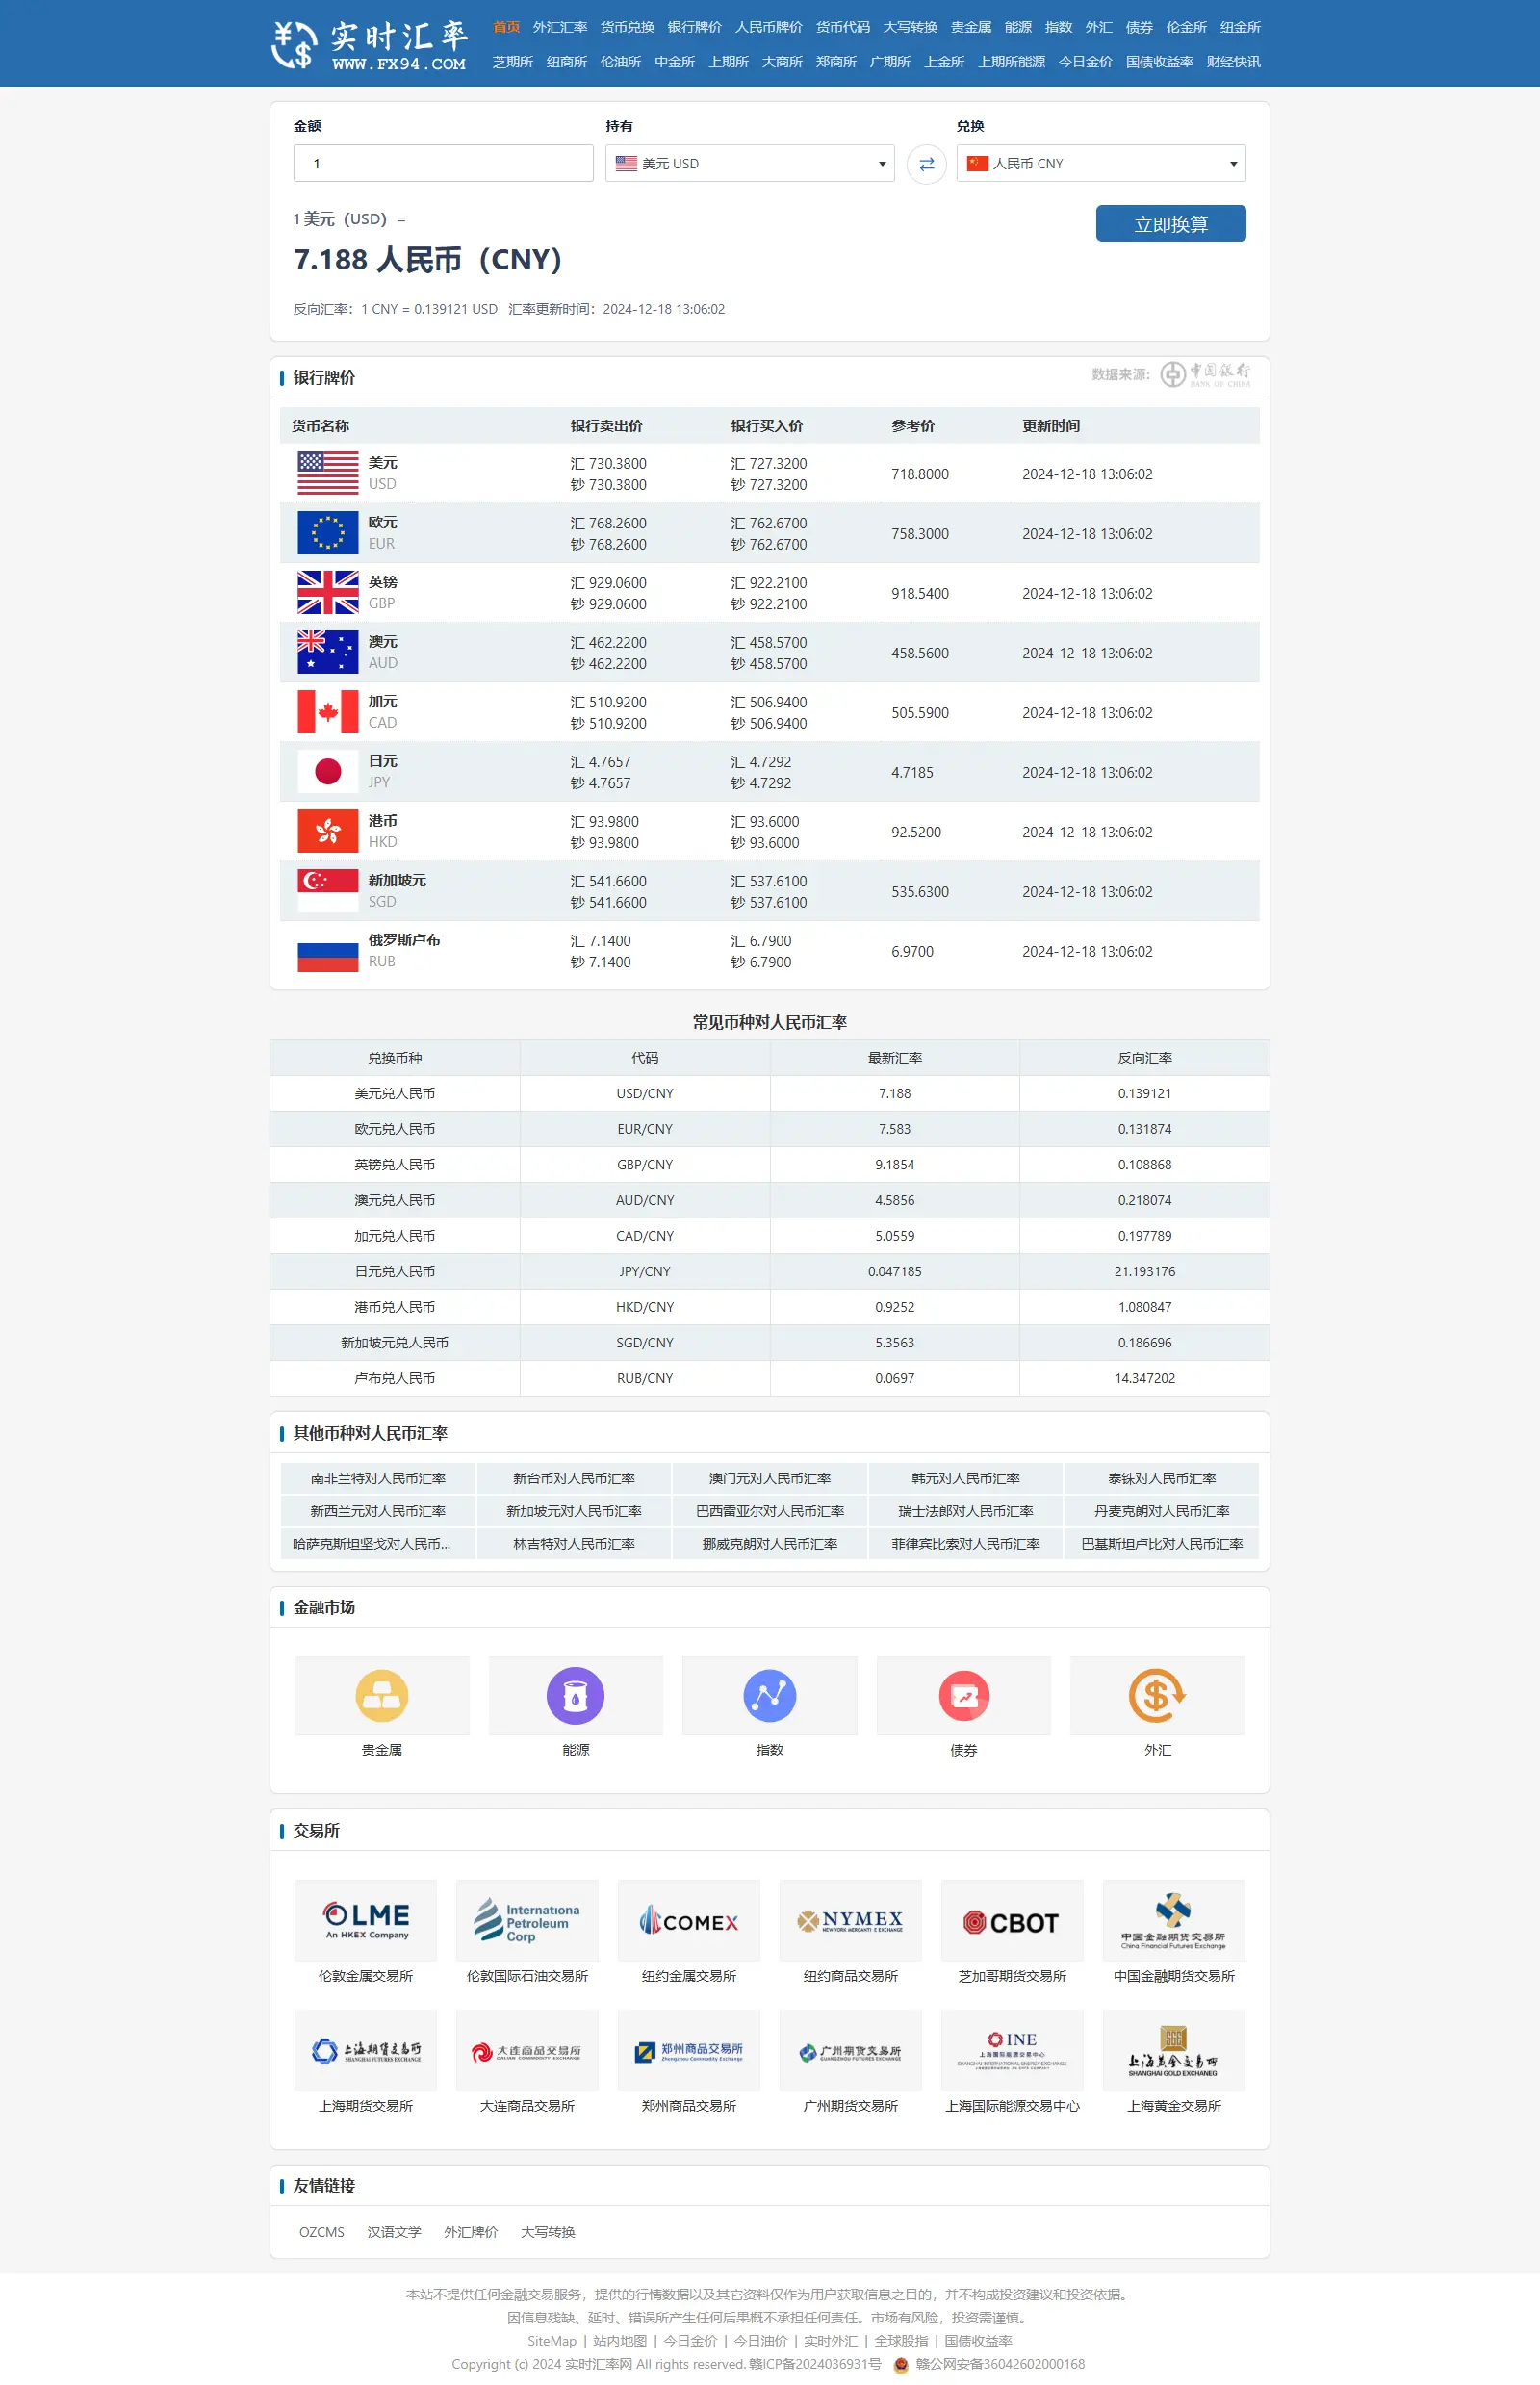 实时汇率
WWW.FX94.COM
首页 外汇汇率 货币兑换 银行牌价 人民币牌价 货币代码 大写转换 贵金属 能源 指数 外汇 债券 伦金所 纽金所
芝期所 纽商所 伦油所 中金所 上期所 大商所 郑商所 广期所 上金所 上期所能源 今日金价 国债收益率 财经快讯
金额 持有 兑换
1 美元 USD 人民币 CNY
1 美元（USD） =
立即换算
7.188 人民币（CNY）
反向汇率：1 CNY = 0.139121 USD 汇率更新时间：2024-12-18 13:06:02
银行牌价
数据来源: 中国银行
BANK OF CHINA
货币名称 银行卖出价 银行买入价 参考价 更新时间
美元 汇 730.3800 汇 727.3200 718.8000 2024-12-18 13:06:02
USD 钞 730.3800 钞 727.3200
欧元 汇 768.2600 汇 762.6700 758.3000 2024-12-18 13:06:02
EUR 钞 768.2600 钞 762.6700
英镑 汇 929.0600 汇 922.2100 918.5400 2024-12-18 13:06:02
GBP 钞 929.0600 钞 922.2100
澳元 汇 462.2200 汇 458.5700 458.5600 2024-12-18 13:06:02
AUD 钞 462.2200 钞 458.5700
加元 汇 510.9200 汇 506.9400 505.5900 2024-12-18 13:06:02
CAD 钞 510.9200 钞 506.9400
日元 汇 4.7657 汇 4.7292 4.7185 2024-12-18 13:06:02
JPY 钞 4.7657 钞 4.7292
港币 汇 93.9800 汇 93.6000 92.5200 2024-12-18 13:06:02
HKD 钞 93.9800 钞 93.6000
新加坡元 汇 541.6600 汇 537.6100 535.6300 2024-12-18 13:06:02
SGD 钞 541.6600 钞 537.6100
俄罗斯卢布 汇 7.1400 汇 6.7900 6.9700 2024-12-18 13:06:02
RUB 钞 7.1400 钞 6.7900
常见币种对人民币汇率
兑换币种 代码 最新汇率 反向汇率
美元兑人民币 USD/CNY 7.188 0.139121
欧元兑人民币 EUR/CNY 7.583 0.131874
英镑兑人民币 GBP/CNY 9.1854 0.108868
澳元兑人民币 AUD/CNY 4.5856 0.218074
加元兑人民币 CAD/CNY 5.0559 0.197789
日元兑人民币 JPY/CNY 0.047185 21.193176
港币兑人民币 HKD/CNY 0.9252 1.080847
新加坡元兑人民币 SGD/CNY 5.3563 0.186696
卢布兑人民币 RUB/CNY 0.0697 14.347202
其他币种对人民币汇率
南非兰特对人民币汇率 新台币对人民币汇率 澳门元对人民币汇率 韩元对人民币汇率 泰铢对人民币汇率
新西兰元对人民币汇率 新加坡元对人民币汇率 巴西雷亚尔对人民币汇率 瑞士法郎对人民币汇率 丹麦克朗对人民币汇率
哈萨克斯坦坚戈对人民币... 林吉特对人民币汇率 挪威克朗对人民币汇率 菲律宾比索对人民币汇率 巴基斯坦卢比对人民币汇率
金融市场
贵金属 能源 指数 债券 外汇
交易所
LME
An HKEX Company
Internationa
Petroleum
Corp
COMEX
NYMEX
CBOT
中国金融期货交易所
China Financial Futures Exchange
伦敦金属交易所 伦敦国际石油交易所 纽约金属交易所 纽约商品交易所 芝加哥期货交易所 中国金融期货交易所
上海期货交易所
SHANGHAI FUTURES EXCHANGE
大连商品交易所
DALIAN COMMODITY EXCHANGE
郑州商品交易所
Zhengzhou Commodity Exchange
广州期货交易所
GUANGZHOU FUTURES EXCHANGE
INE
上海国际能源交易中心
SHANGHAI INTERNATIONAL ENERGY EXCHANGE
上海黄金交易所
SHANGHAI GOLD EXCHANEG
上海期货交易所 大连商品交易所 郑州商品交易所 广州期货交易所 上海国际能源交易中心 上海黄金交易所
友情链接
OZCMS 汉语文学 外汇牌价 大写转换
本站不提供任何金融交易服务，提供的行情数据以及其它资料仅作为用户获取信息之目的，并不构成投资建议和投资依据。
因信息残缺、延时、错误所产生任何后果概不承担任何责任。市场有风险，投资需谨慎。
SiteMap | 站内地图 | 今日金价 | 今日油价 | 实时外汇 | 全球股指 | 国债收益率
Copyright (c) 2024 实时汇率网 All rights reserved. 赣ICP备2024036931号 赣公网安备36042602000168